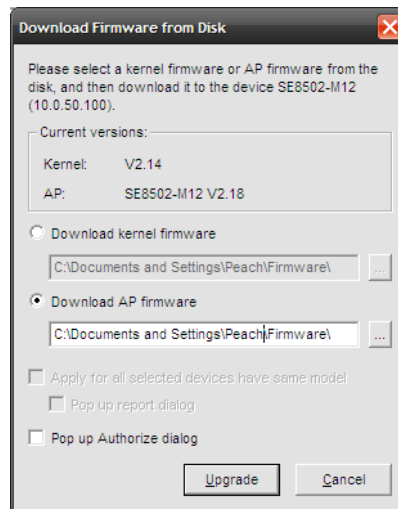 Download Firmware from Disk
Please select a kernel firmware or AP firmware from the
disk, and then download it to the device SE8502-M12
(10.0.50.100).
Current versions:
Kernel: V2.14
AP: SE8502-M12 V2.18
Download kernel firmware
C:\Documents and Settings\Peach\Firmware\ ...
Download AP firmware
C:\Documents and Settings\Peach\Firmware\ ...
Apply for all selected devices have same model
Pop up report dialog
Pop up Authorize dialog
Upgrade Cancel